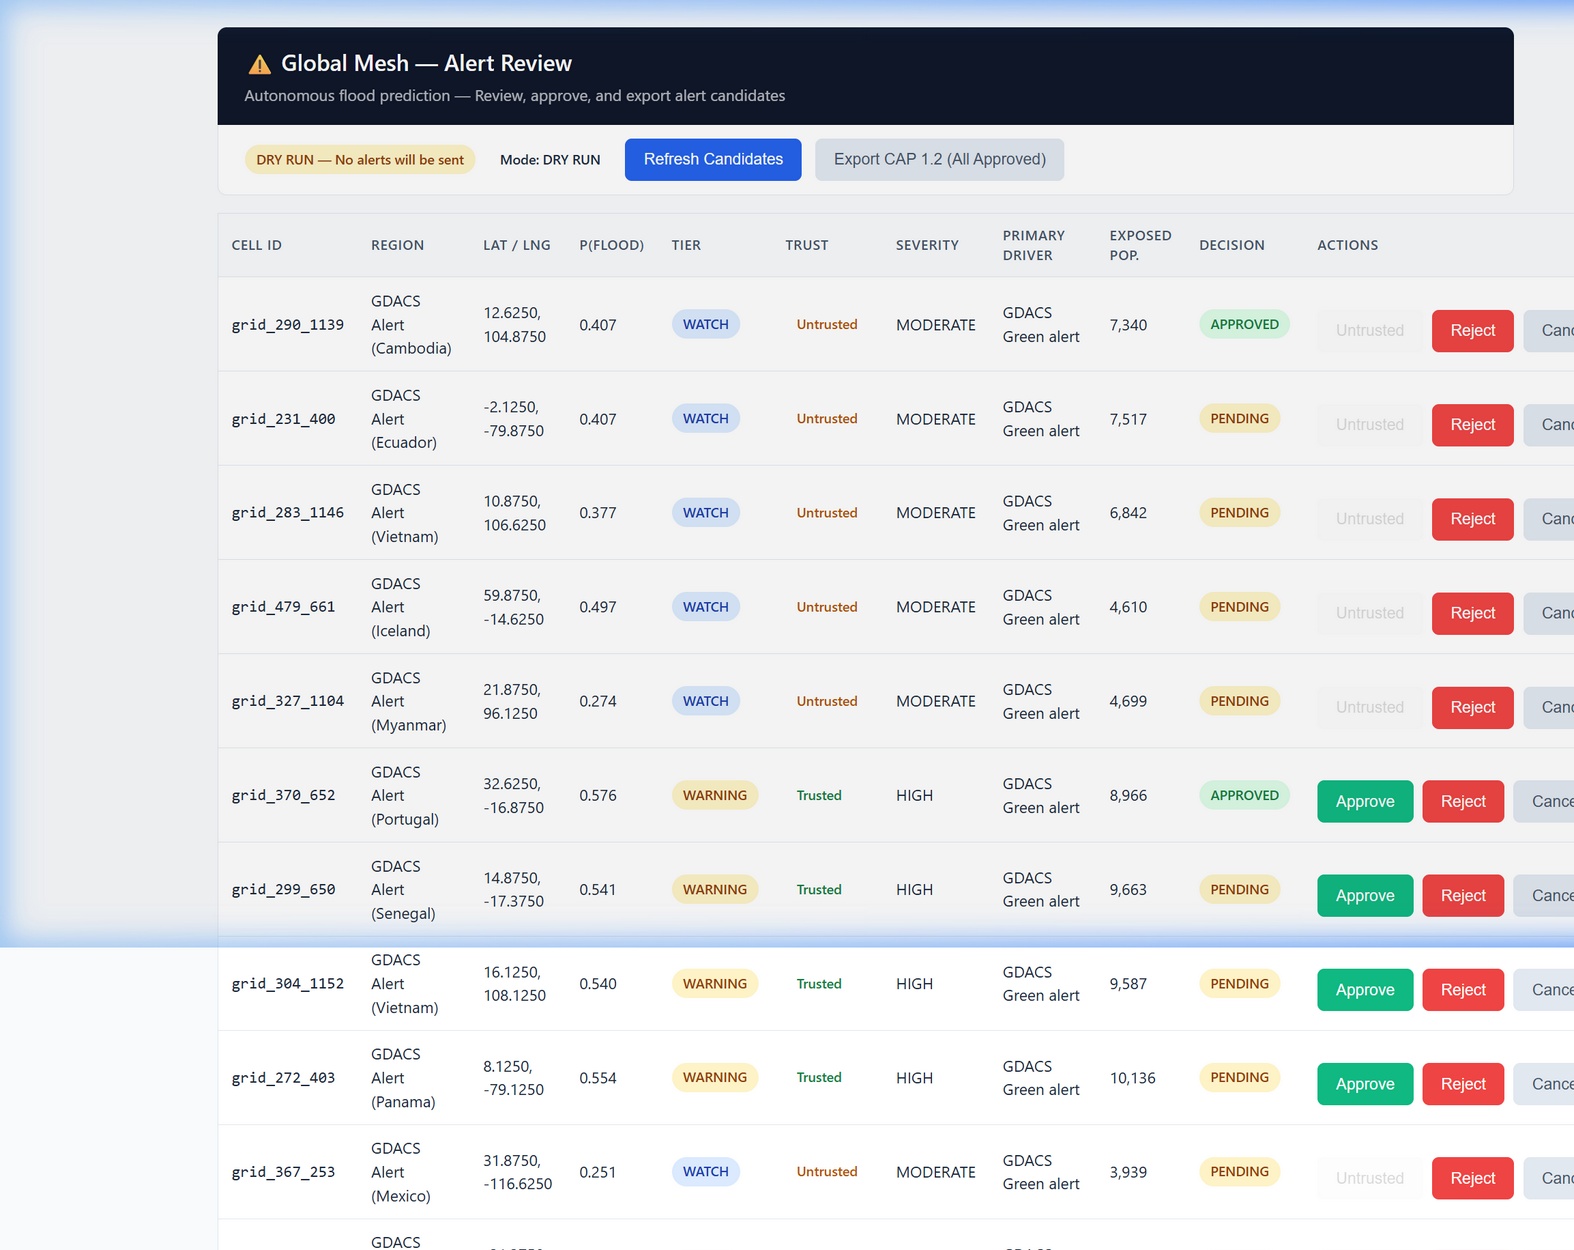 ⚠ Global Mesh — Alert Review
Autonomous flood prediction — Review, approve, and export alert candidates
DRY RUN — No alerts will be sent Mode: DRY RUN Refresh Candidates Export CAP 1.2 (All Approved)
CELL ID REGION LAT / LNG P(FLOOD) TIER TRUST SEVERITY PRIMARY DRIVER EXPOSED POP. DECISION ACTIONS
grid_290_1139 GDACS Alert (Cambodia) 12.6250, 104.8750 0.407 WATCH Untrusted MODERATE GDACS Green alert 7,340 APPROVED Untrusted Reject Canc
grid_231_400 GDACS Alert (Ecuador) -2.1250, -79.8750 0.407 WATCH Untrusted MODERATE GDACS Green alert 7,517 PENDING Untrusted Reject Canc
grid_283_1146 GDACS Alert (Vietnam) 10.8750, 106.6250 0.377 WATCH Untrusted MODERATE GDACS Green alert 6,842 PENDING Untrusted Reject Canc
grid_479_661 GDACS Alert (Iceland) 59.8750, -14.6250 0.497 WATCH Untrusted MODERATE GDACS Green alert 4,610 PENDING Untrusted Reject Canc
grid_327_1104 GDACS Alert (Myanmar) 21.8750, 96.1250 0.274 WATCH Untrusted MODERATE GDACS Green alert 4,699 PENDING Untrusted Reject Canc
grid_370_652 GDACS Alert (Portugal) 32.6250, -16.8750 0.576 WARNING Trusted HIGH GDACS Green alert 8,966 APPROVED Approve Reject Cance
grid_299_650 GDACS Alert (Senegal) 14.8750, -17.3750 0.541 WARNING Trusted HIGH GDACS Green alert 9,663 PENDING Approve Reject Cance
grid_304_1152 GDACS Alert (Vietnam) 16.1250, 108.1250 0.540 WARNING Trusted HIGH GDACS Green alert 9,587 PENDING Approve Reject Cance
grid_272_403 GDACS Alert (Panama) 8.1250, -79.1250 0.554 WARNING Trusted HIGH GDACS Green alert 10,136 PENDING Approve Reject Cance
grid_367_253 GDACS Alert (Mexico) 31.8750, -116.6250 0.251 WATCH Untrusted MODERATE GDACS Green alert 3,939 PENDING Untrusted Reject Canc
GDACS